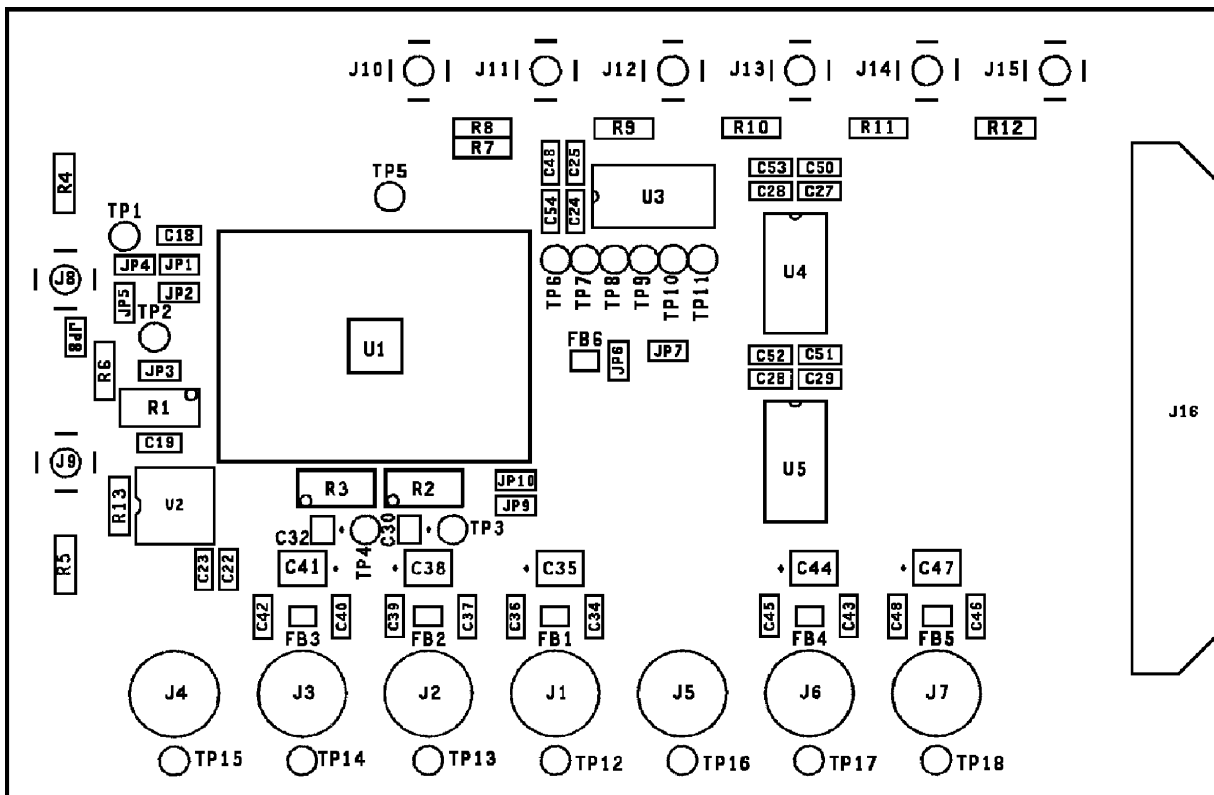 J10 J11 J12 J13 J14 J15
R8 R9 R10 R11 R12
R7
C48 C25 C53 C50
R4 TP5 C28 C27
U3
C54 C24
TP1
C18
JP4 JP1
J8 U4
JP5 JP2
TP6 TP7 TP8 TP9 TP10 TP11
TP2
JP8 FB6
R6 U1 JP6 JP7 C52 C51
JP3 C28 C29
R1 J16
C19
J9 U5
R3 R2 JP10
R13 U2 JP9
C32 TP4 C30 TP3
R5 C23 C22 C41 C38 C35 C44 C47
C42 C40 C39 C37 C36 C34 C45 C43 C48 C46
FB3 FB2 FB1 FB4 FB5
J4 J3 J2 J1 J5 J6 J7
TP15 TP14 TP13 TP12 TP16 TP17 TP18